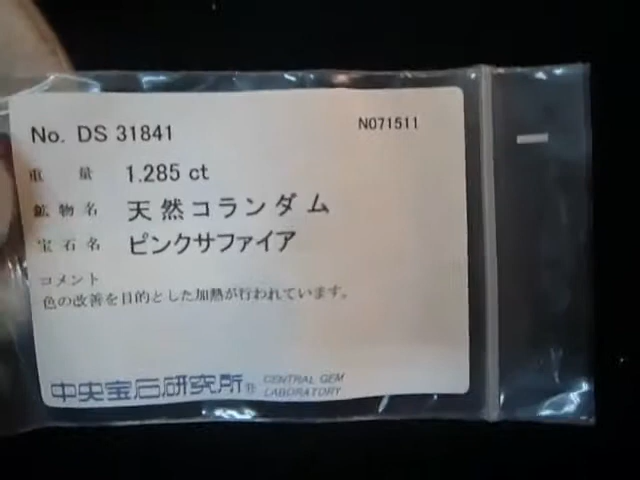 No. DS 31841 N071511
重量 1.285 ct
鉱物名 天然コランダム
宝石名 ピンクサファイア
コメント
色の改善を目的とした加熱が行われています。
中央宝石研究所® CENTRAL GEM
LABORATORY